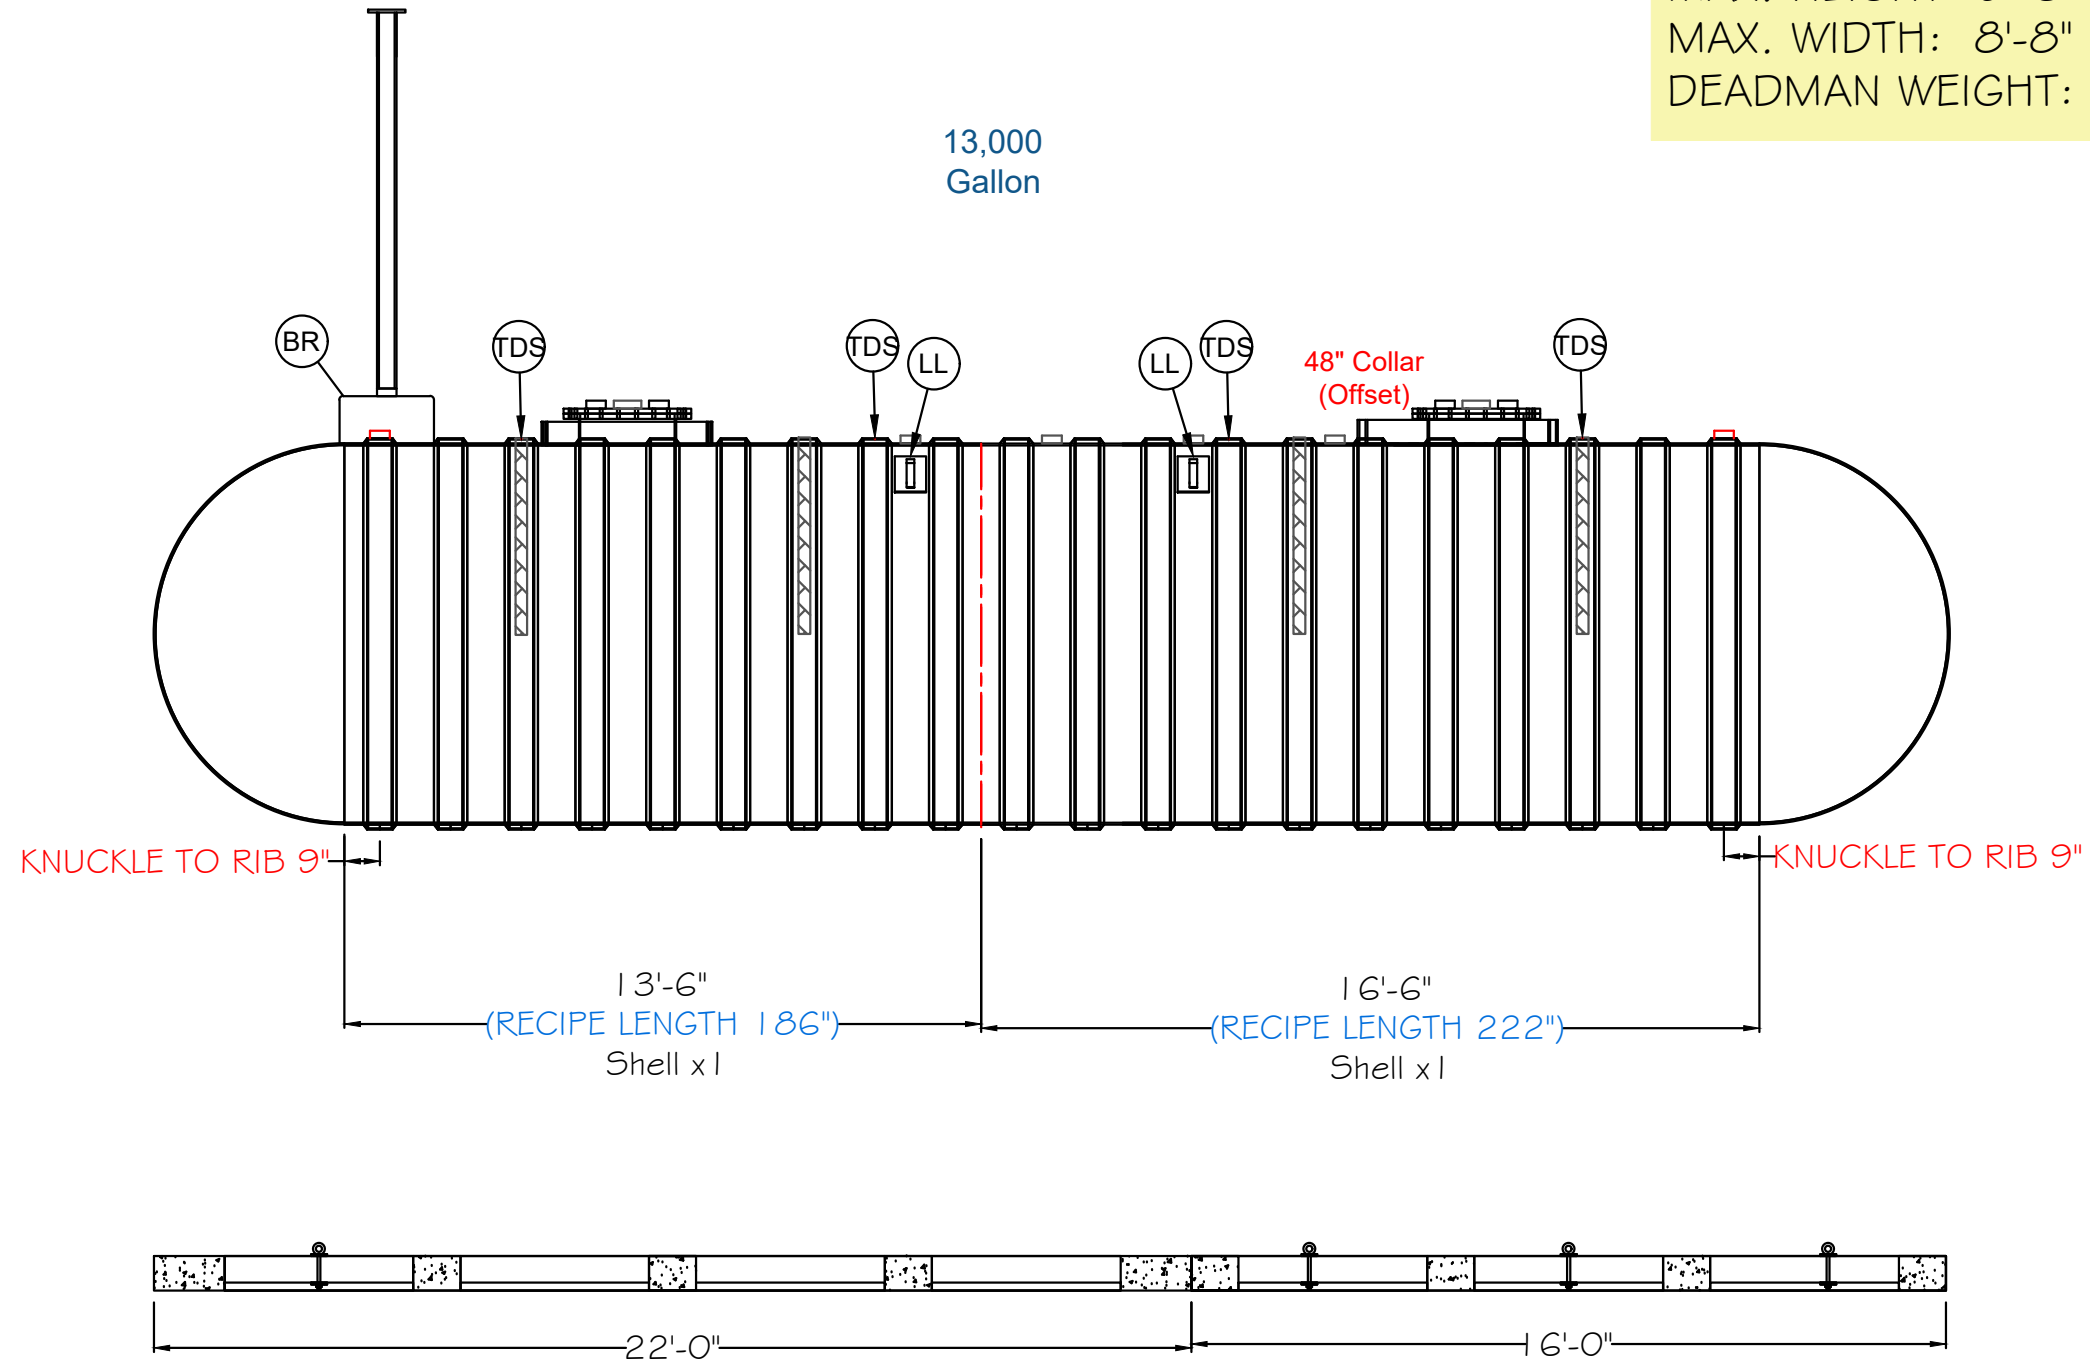 MAX. WIDTH: 8'-8"
DEADMAN WEIGHT:
13,000
Gallon
BR
TDS
TDS
LL
LL
TDS
48" Collar
(Offset)
TDS
KNUCKLE TO RIB 9"
KNUCKLE TO RIB 9"
13'-6"
(RECIPE LENGTH 186")
Shell x1
16'-6"
(RECIPE LENGTH 222")
Shell x1
22'-0"
16'-0"